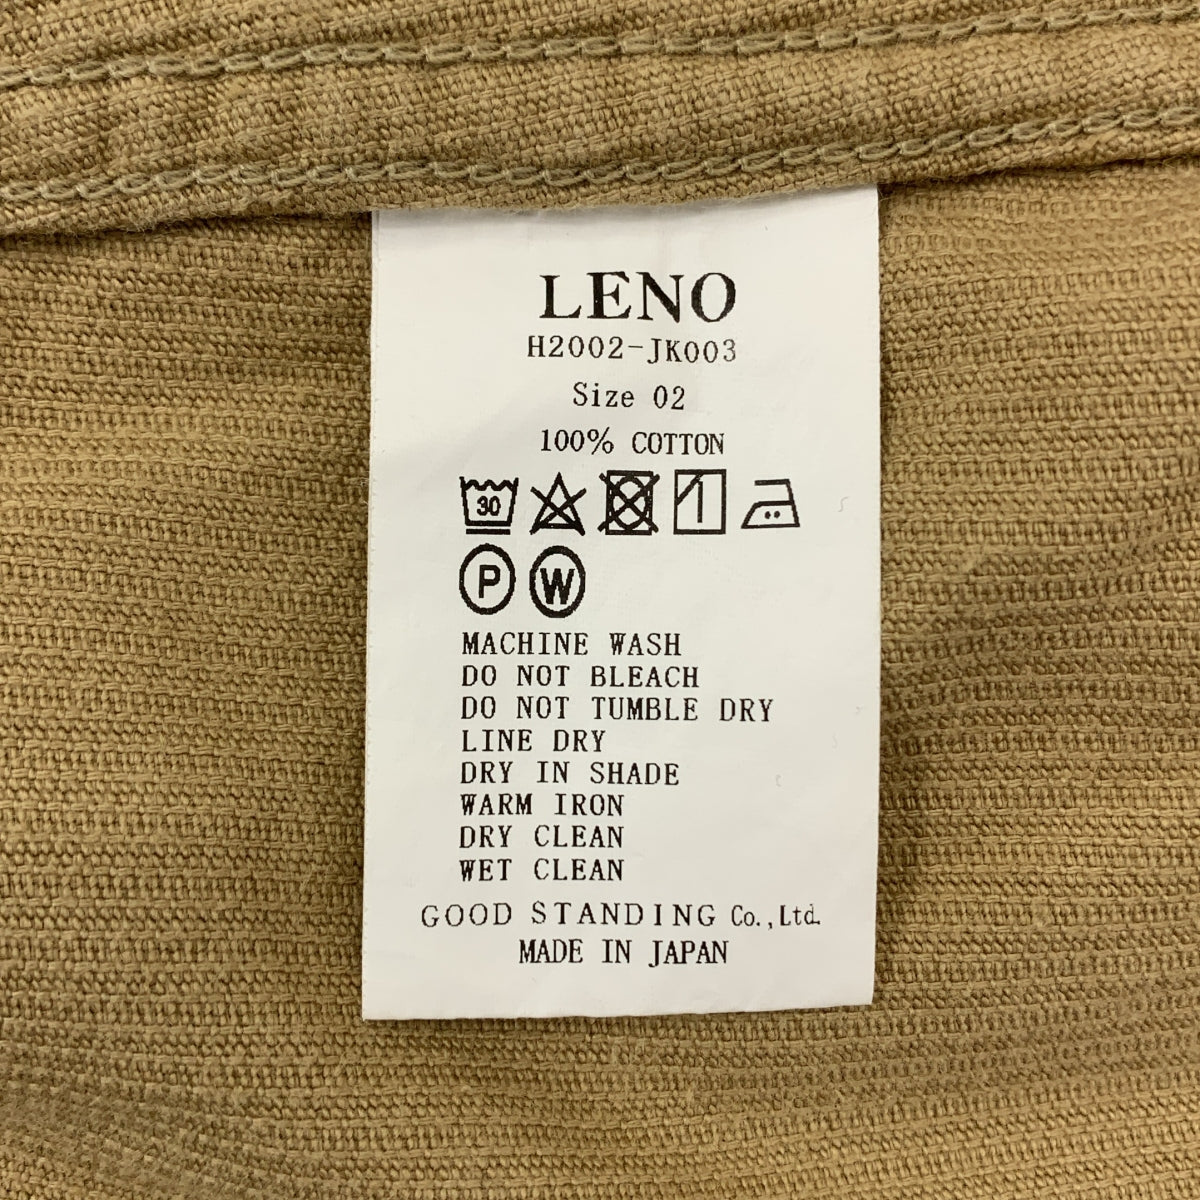 LENO
H2002-JK003
Size 02
100% COTTON
30
P W
MACHINE WASH
DO NOT BLEACH
DO NOT TUMBLE DRY
LINE DRY
DRY IN SHADE
WARM IRON
DRY CLEAN
WET CLEAN
GOOD STANDING Co.,Ltd.
MADE IN JAPAN